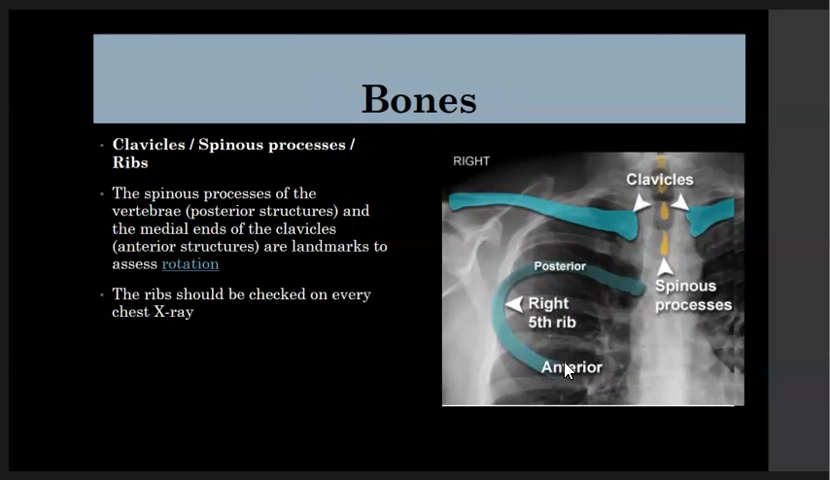 Bones
Clavicles / Spinous processes /
Ribs
The spinous processes of the
vertebrae (posterior structures) and
the medial ends of the clavicles
(anterior structures) are landmarks to
assess rotation
The ribs should be checked on every
chest X-ray
RIGHT
Clavicles
Posterior
Spinous
processes
Right
5th rib
Anterior